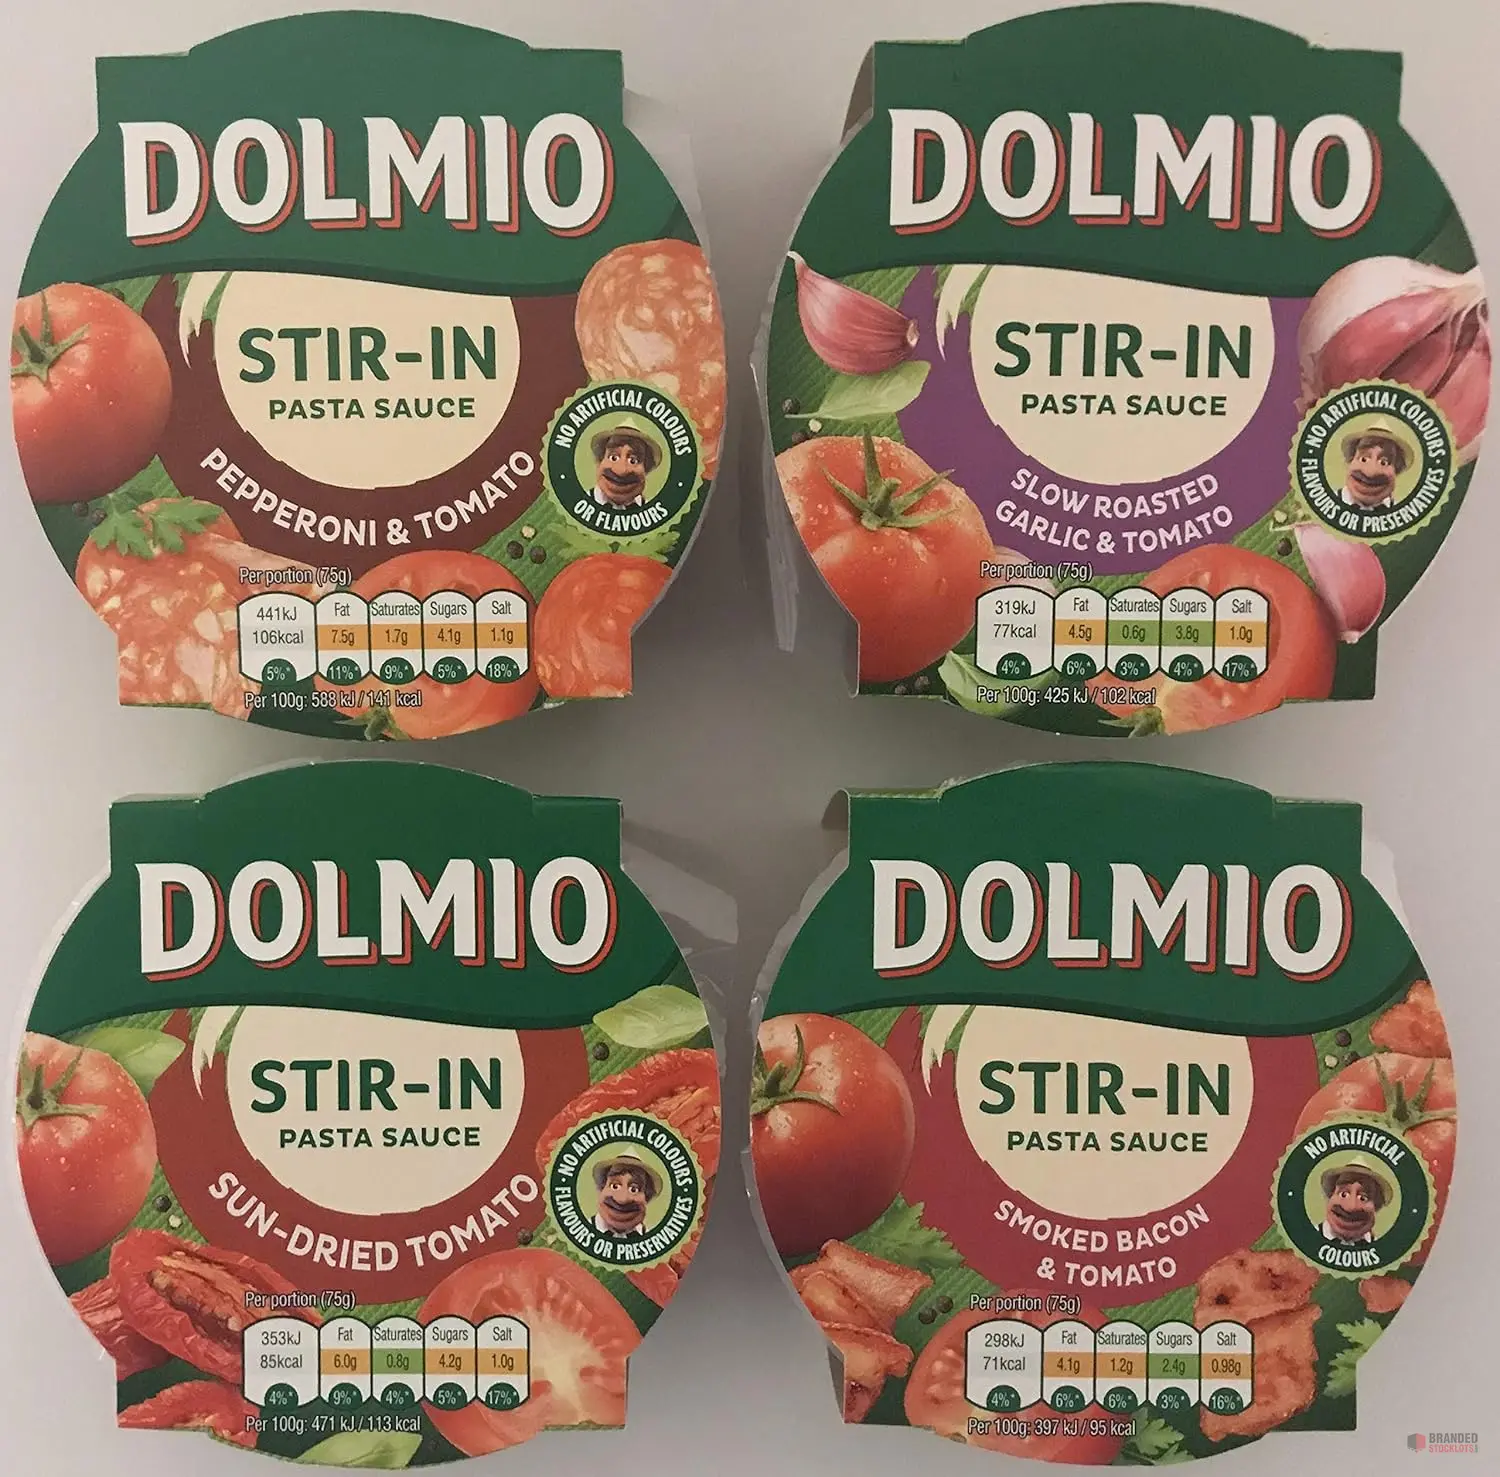 DOLMIO
STIR-IN
PASTA SAUCE
PEPPERONI & TOMATO
NO ARTIFICIAL COLOURS
· OR FLAVOURS ·
Per portion (75g)
441kJ Fat Saturates Sugars Salt
106kcal 7.5g 1.7g 4.1g 1.1g
5%* 11%* 9%* 5%* 18%*
Per 100g: 588 kJ / 141 kcal
DOLMIO
STIR-IN
PASTA SAUCE
SLOW ROASTED
GARLIC & TOMATO
· NO ARTIFICIAL COLOURS ·
FLAVOURS OR PRESERVATIVES
Per portion (75g)
319kJ Fat Saturates Sugars Salt
77kcal 4.5g 0.6g 3.8g 1.0g
4%* 6%* 3%* 4%* 17%*
Per 100g: 425 kJ / 102 kcal
DOLMIO
STIR-IN
PASTA SAUCE
SUN-DRIED TOMATO
· NO ARTIFICIAL COLOURS ·
FLAVOURS OR PRESERVATIVES
Per portion (75g)
353kJ Fat Saturates Sugars Salt
85kcal 6.0g 0.8g 4.2g 1.0g
4%* 9%* 4%* 5%* 17%*
Per 100g: 471 kJ / 113 kcal
DOLMIO
STIR-IN
PASTA SAUCE
SMOKED BACON
& TOMATO
NO ARTIFICIAL
· COLOURS ·
Per portion (75g)
298kJ Fat Saturates Sugars Salt
71kcal 4.1g 1.2g 2.4g 0.98g
4%* 6%* 6%* 3%* 16%*
Per 100g: 397 kJ / 95 kcal
BRANDED
STOCKLOTS